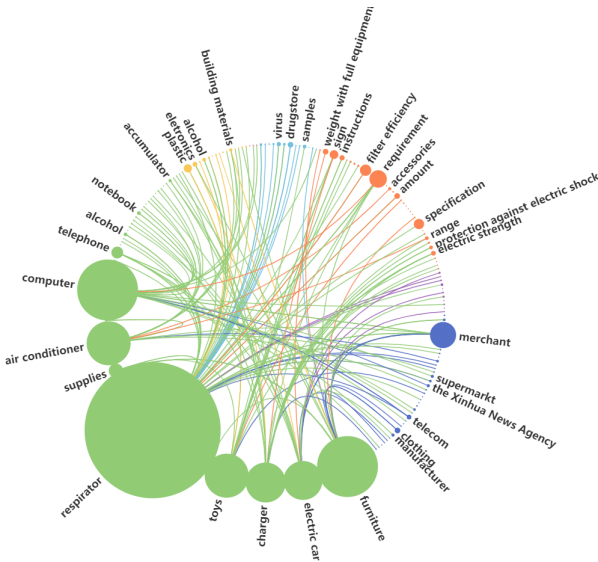 building materials
alcohol
eletronics
plastic
accumulator
notebook
alcohol
telephone
computer
air conditioner
supplies
respirator
toys
charger
electric car
furniture
manufacturer
clothing
telecom
the Xinhua News Agency
supermarkt
merchant
electric strength
protection against electric shock
range
specification
amount
accessories
requirement
filter efficiency
instructions
sign
weight with full equipment
samples
drugstore
virus